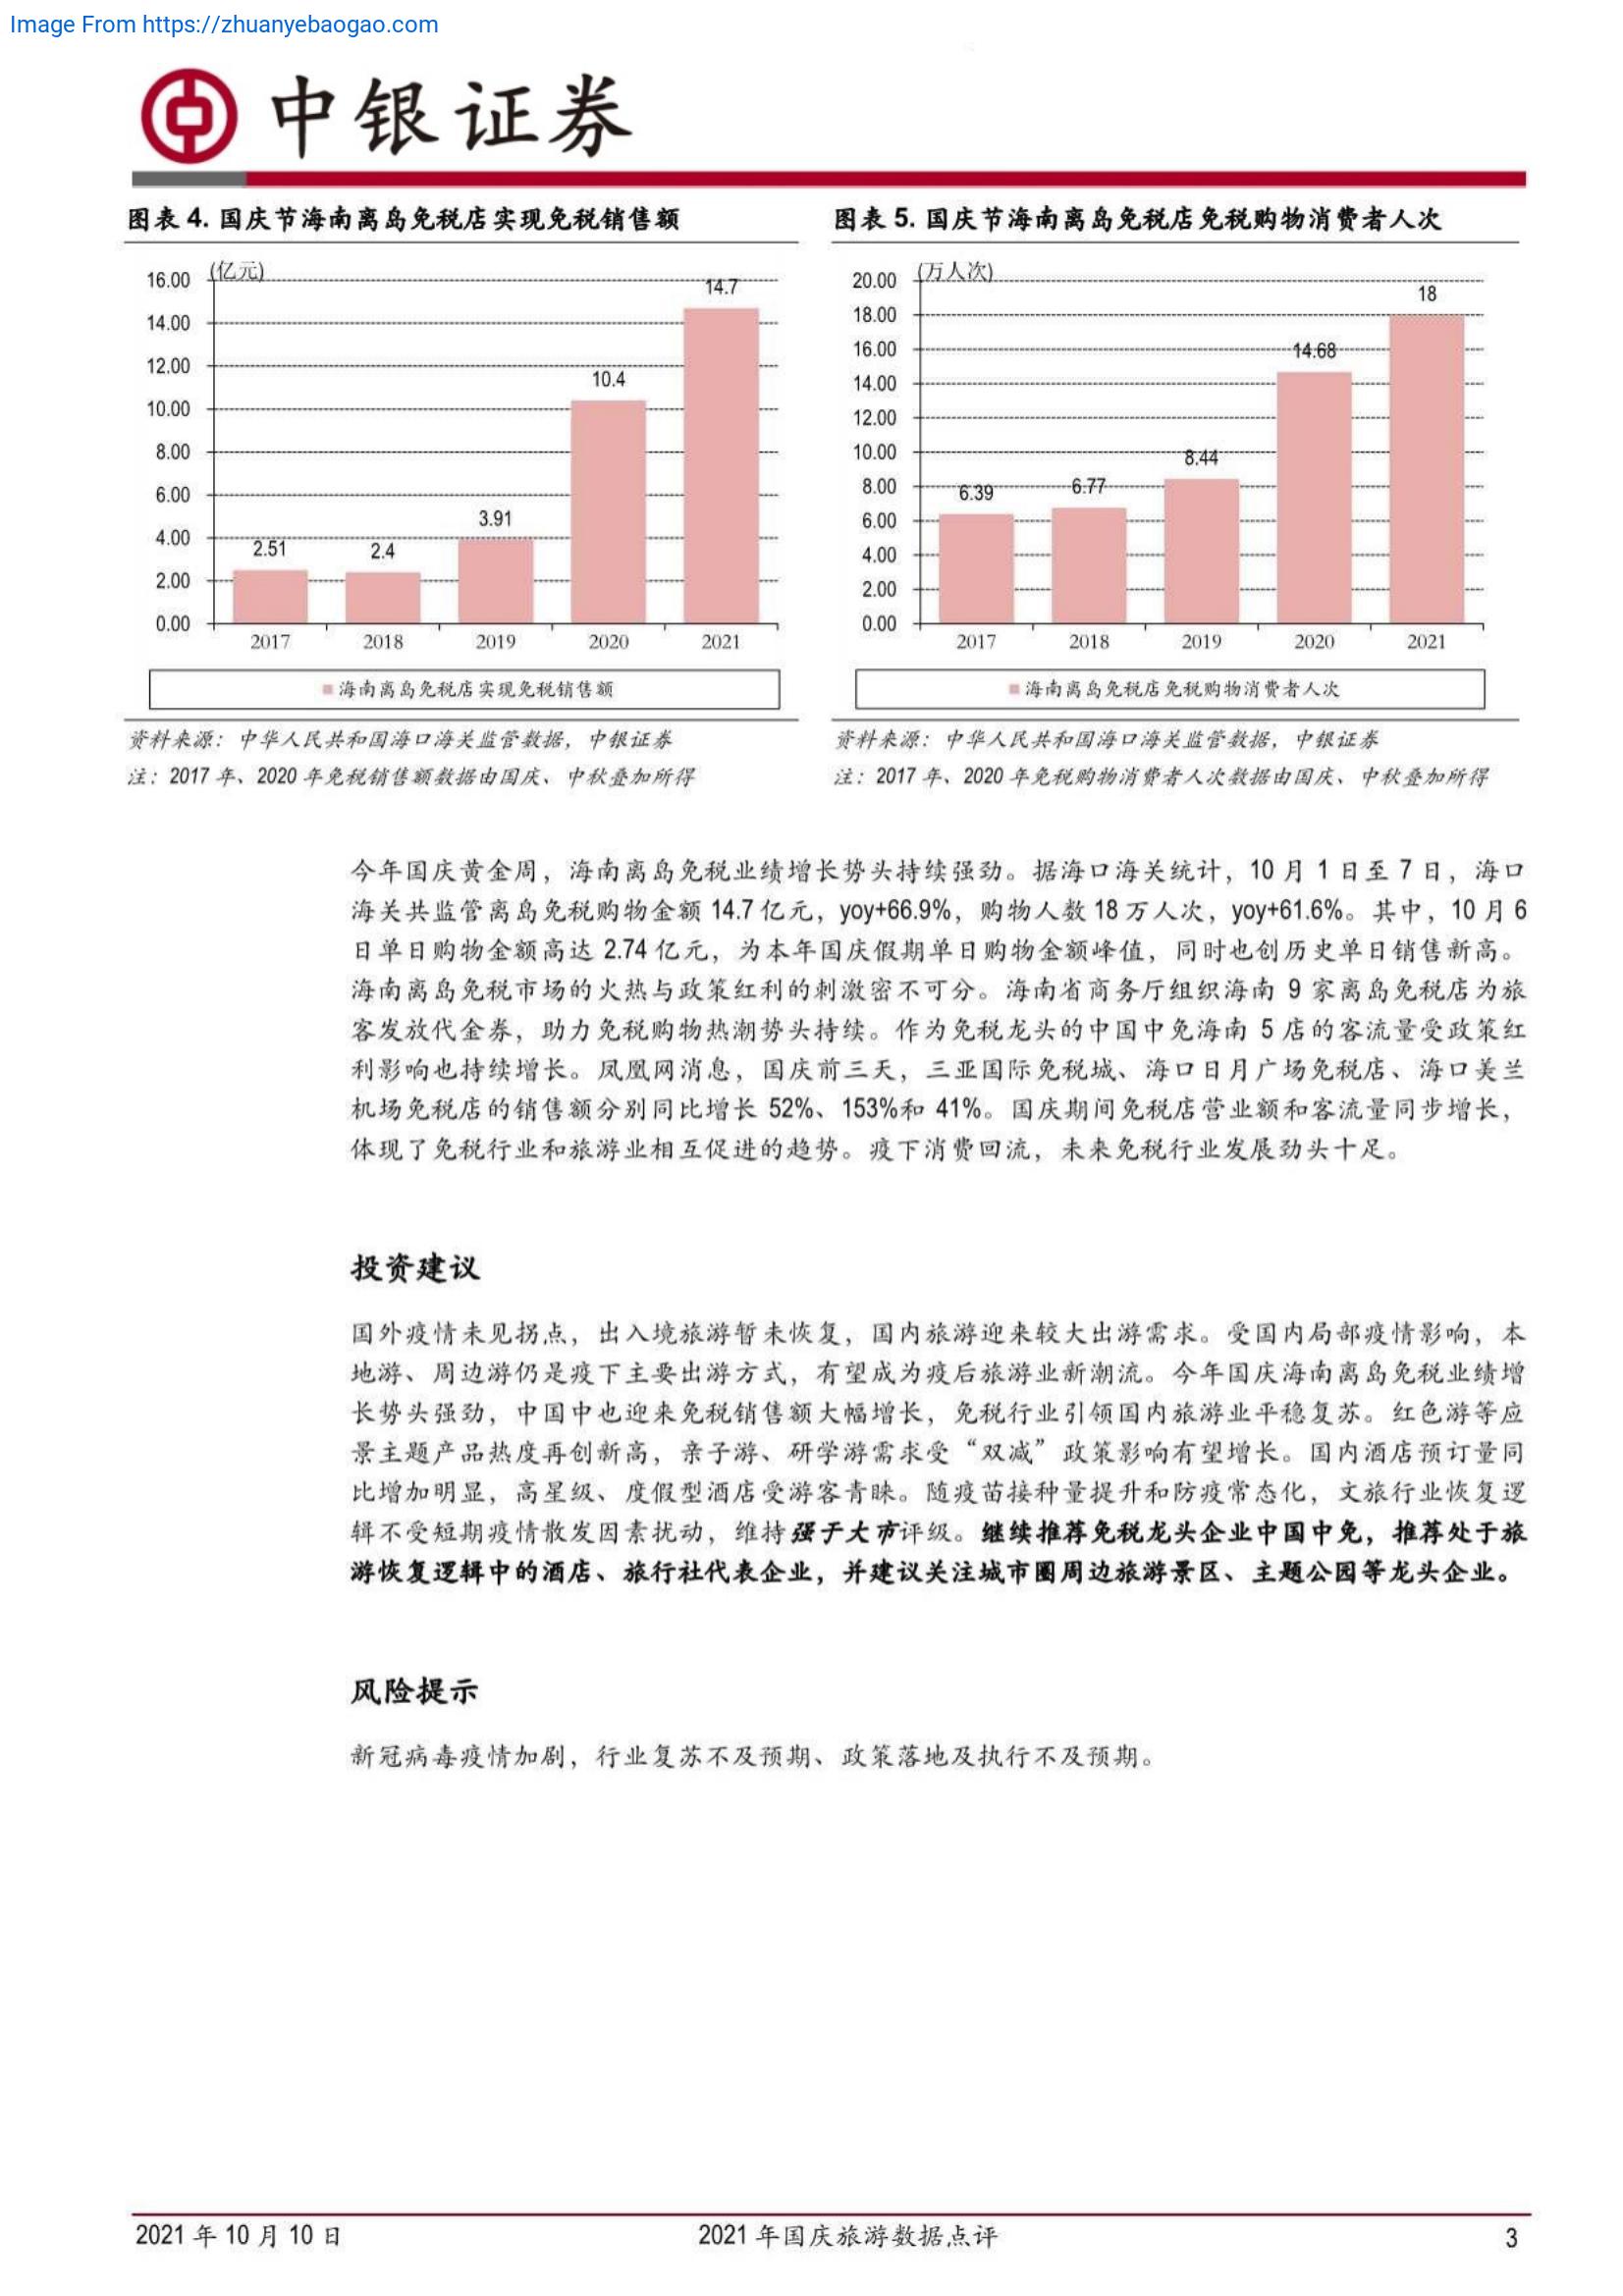 Image From https://zhuanyebaogao.com
中银证券
图表 4. 国庆节海南离岛免税店实现免税销售额
(亿元)
16.00
14.00
12.00
10.00
8.00
6.00
4.00
2.00
0.00
2.51
2.4
3.91
10.4
14.7
2017
2018
2019
2020
2021
海南离岛免税店实现免税销售额
资料来源：中华人民共和国海口海关监管数据，中银证券
注：2017 年、2020 年免税销售额数据由国庆、中秋叠加所得
图表 5. 国庆节海南离岛免税店免税购物消费者人次
(万人次)
20.00
18.00
16.00
14.00
12.00
10.00
8.00
6.00
4.00
2.00
0.00
6.39
6.77
8.44
14.68
18
2017
2018
2019
2020
2021
海南离岛免税店免税购物消费者人次
资料来源：中华人民共和国海口海关监管数据，中银证券
注：2017 年、2020 年免税购物消费者人次数据由国庆、中秋叠加所得
今年国庆黄金周，海南离岛免税业绩增长势头持续强劲。据海口海关统计，10 月 1 日至 7 日，海口
海关共监管离岛免税购物金额 14.7 亿元，yoy+66.9%，购物人数 18 万人次，yoy+61.6%。其中，10 月 6
日单日购物金额高达 2.74 亿元，为本年国庆假期单日购物金额峰值，同时也创历史单日销售新高。
海南离岛免税市场的火热与政策红利的刺激密不可分。海南省商务厅组织海南 9 家离岛免税店为旅
客发放代金券，助力免税购物热潮势头持续。作为免税龙头的中国中免海南 5 店的客流量受政策红
利影响也持续增长。凤凰网消息，国庆前三天，三亚国际免税城、海口日月广场免税店、海口美兰
机场免税店的销售额分别同比增长 52%、153%和 41%。国庆期间免税店营业额和客流量同步增长，
体现了免税行业和旅游业相互促进的趋势。疫下消费回流，未来免税行业发展劲头十足。
投资建议
国外疫情未见拐点，出入境旅游暂未恢复，国内旅游迎来较大出游需求。受国内局部疫情影响，本
地游、周边游仍是疫下主要出游方式，有望成为疫后旅游业新潮流。今年国庆海南离岛免税业绩增
长势头强劲，中国中也迎来免税销售额大幅增长，免税行业引领国内旅游业平稳复苏。红色游等应
景主题产品热度再创新高，亲子游、研学游需求受“双减”政策影响有望增长。国内酒店预订量同
比增加明显，高星级、度假型酒店受游客青睐。随疫苗接种量提升和防疫常态化，文旅行业恢复逻
辑不受短期疫情散发因素扰动，维持强于大市评级。继续推荐免税龙头企业中国中免，推荐处于旅
游恢复逻辑中的酒店、旅行社代表企业，并建议关注城市圈周边旅游景区、主题公园等龙头企业。
风险提示
新冠病毒疫情加剧，行业复苏不及预期、政策落地及执行不及预期。
2021 年 10 月 10 日
2021 年国庆旅游数据点评
3